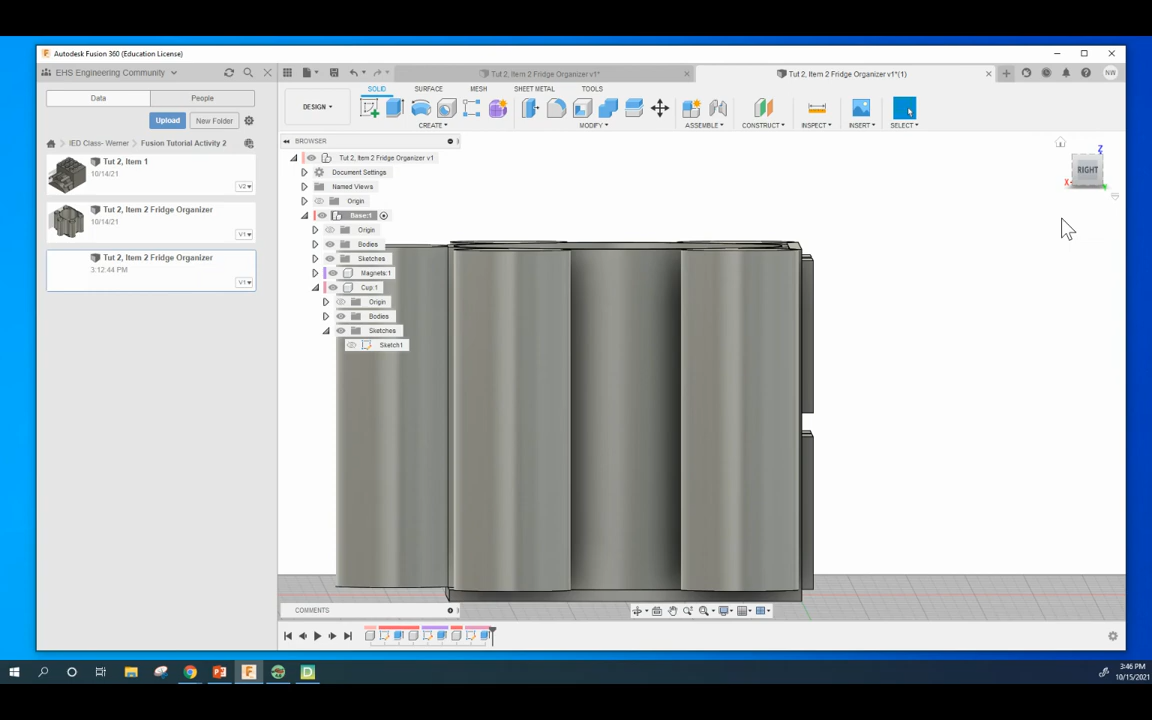 Autodesk Fusion 360 (Education License)
EHS Engineering Community
Tut 2, Item 2 Fridge Organizer v1*
Tut 2, Item 2 Fridge Organizer v1*(1)
NW
Data
People
Upload
New Folder
IED Class- Werner
Fusion Tutorial Activity 2
Tut 2, Item 1
10/14/21
V2
Tut 2, Item 2 Fridge Organizer
10/14/21
V1
Tut 2, Item 2 Fridge Organizer
3:12:44 PM
V1
DESIGN
SOLID
SURFACE
MESH
SHEET METAL
TOOLS
CREATE
MODIFY
ASSEMBLE
CONSTRUCT
INSPECT
INSERT
SELECT
BROWSER
Tut 2, Item 2 Fridge Organizer v1
Document Settings
Named Views
Origin
Base:1
Origin
Bodies
Sketches
Magnets:1
Cup:1
Origin
Bodies
Sketches
Sketch1
Z
RIGHT
X
COMMENTS
3:46 PM
10/15/2021